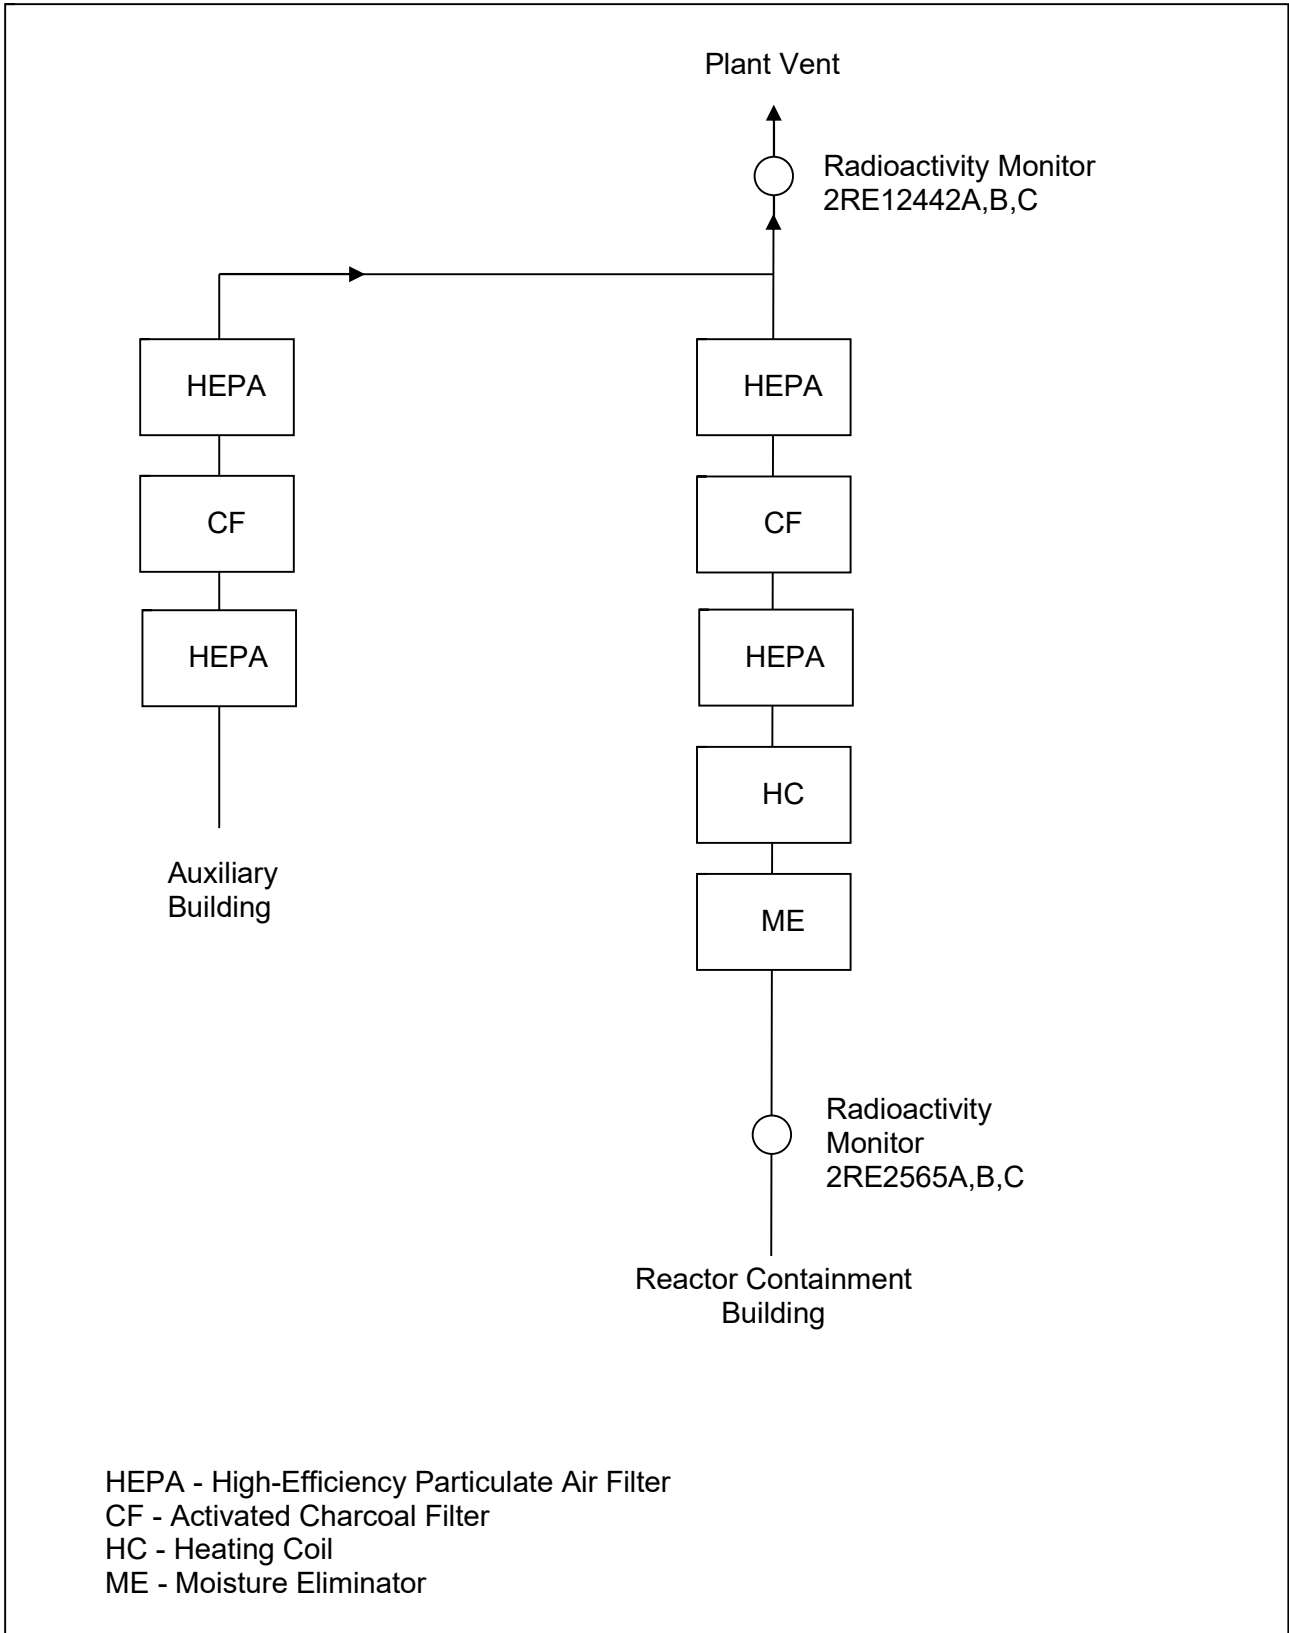 Plant Vent
Radioactivity Monitor
2RE12442A,B,C
HEPA
HEPA
CF
CF
HEPA
HEPA
HC
Auxiliary
Building
ME
Radioactivity
Monitor
2RE2565A,B,C
Reactor Containment
Building
HEPA - High-Efficiency Particulate Air Filter
CF - Activated Charcoal Filter
HC - Heating Coil
ME - Moisture Eliminator